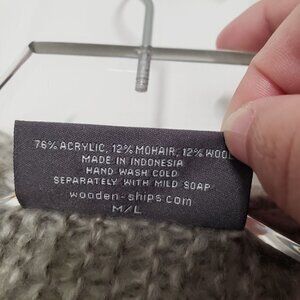 76% ACRYLIC, 12% MOHAIR, 12% WOOL
MADE IN INDONESIA
HAND WASH COLD
SEPARATELY WITH MILD SOAP
wooden-ships.com
M/L